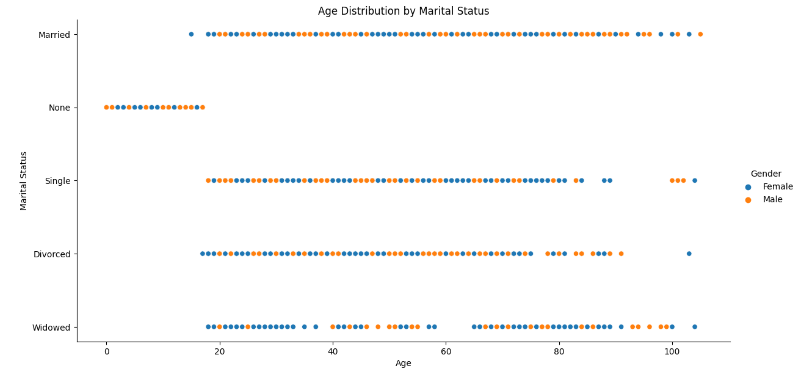 Age Distribution by Marital Status
Married
None
Single
Divorced
Widowed
Marital Status
0 20 40 60 80 100
Age
Gender
Female
Male